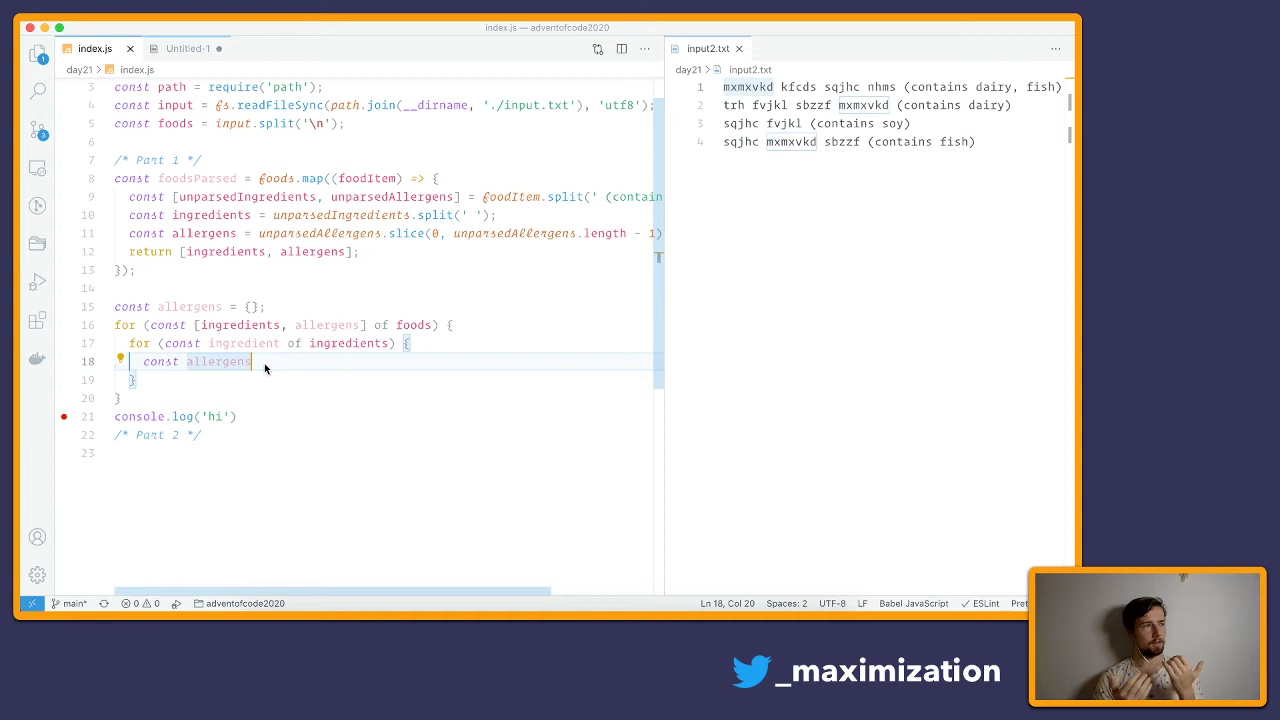 index.js — adventofcode2020
index.js
Untitled-1
input2.txt
day21 > index.js
day21 > input2.txt
3 const path = require('path');
4 const input = fs.readFileSync(path.join(__dirname, './input.txt'), 'utf8');
5 const foods = input.split('\n');
6
7 /* Part 1 */
8 const foodsParsed = foods.map((foodItem) => {
9 const [unparsedIngredients, unparsedAllergens] = foodItem.split(' (contain
10 const ingredients = unparsedIngredients.split(' ');
11 const allergens = unparsedAllergens.slice(0, unparsedAllergens.length - 1)
12 return [ingredients, allergens];
13 });
14
15 const allergens = {};
16 for (const [ingredients, allergens] of foods) {
17 for (const ingredient of ingredients) {
18 const allergens
19 }
20 }
21 console.log('hi')
22 /* Part 2 */
23
1 mxmxvkd kfcds sqjhc nhms (contains dairy, fish)
2 trh fvjkl sbzzf mxmxvkd (contains dairy)
3 sqjhc fvjkl (contains soy)
4 sqjhc mxmxvkd sbzzf (contains fish)
1
3
main* 0 0 adventofcode2020 Ln 18, Col 20 Spaces: 2 UTF-8 LF Babel JavaScript ESLint Pret
_maximization